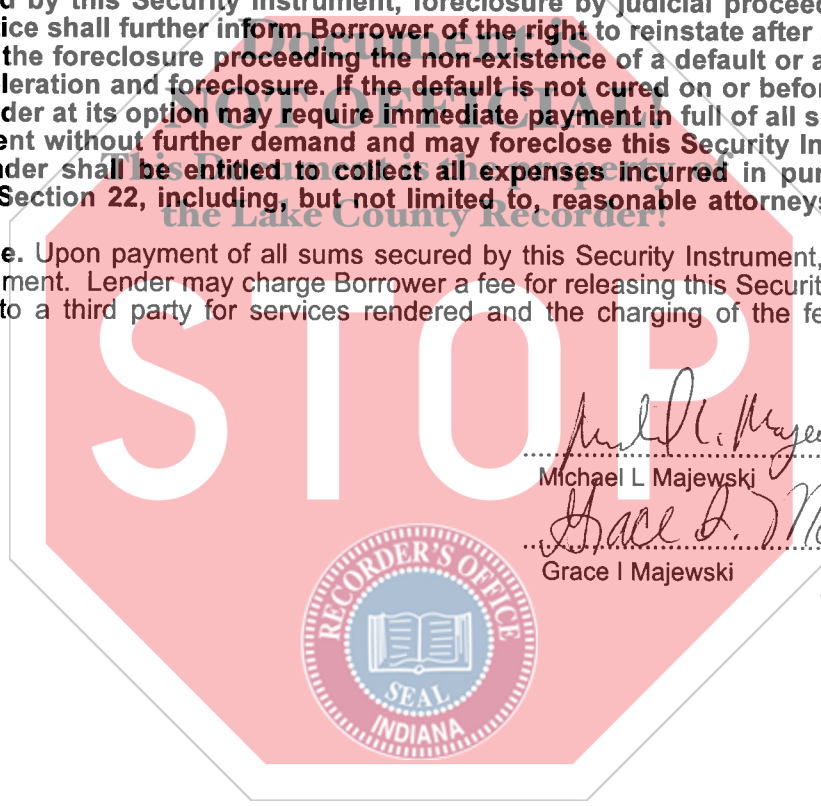 d by this Security Instrument, foreclosure by judicial proceed
ice shall further inform Borrower of the right to reinstate after
Document is
the foreclosure proceeding the non-existence of a default or a
leration and foreclosure. If the default is not cured on or befor
NOT OFFICIAL!
der at its option may require immediate payment in full of all s
ent without further demand and may foreclose this Security In
This Document is the property of
nder shall be entitled to collect all expenses incurred in pur
Section 22, including, but not limited to, reasonable attorneys
the Lake County Recorder!
e. Upon payment of all sums secured by this Security Instrument,
ment. Lender may charge Borrower a fee for releasing this Securit
to a third party for services rendered and the charging of the fe
STOP
Michael L Majewski
Grace I. M
Grace I Majewski
RECORDER'S OFFICE
SEAL
INDIANA